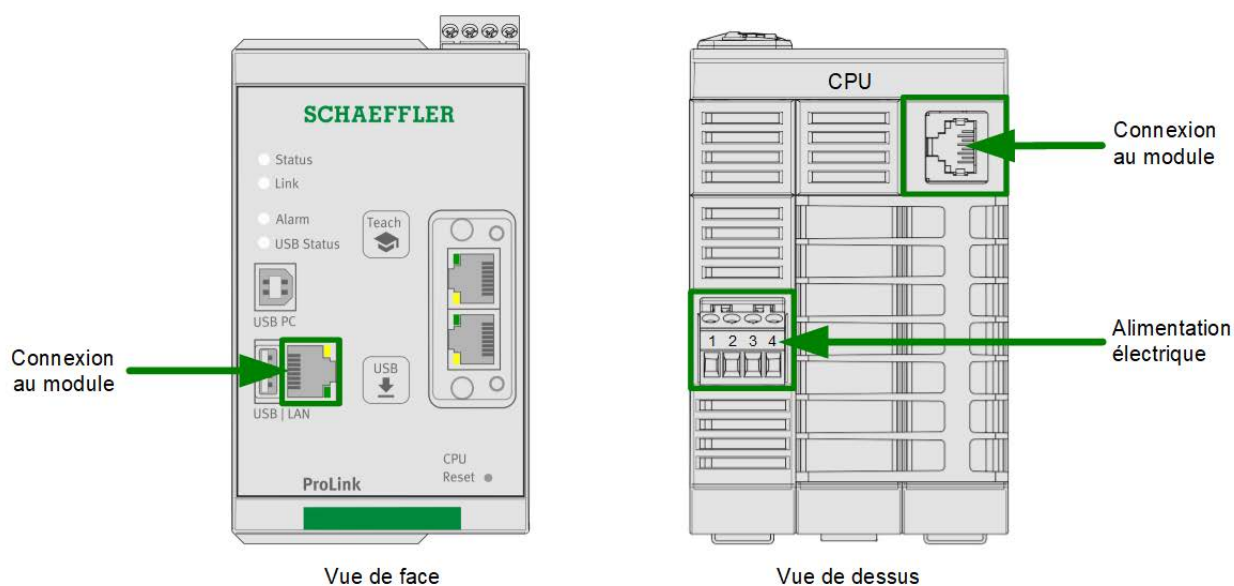 SCHAEFFLER
Status
Link
Alarm
USB Status
Teach
USB PC
USB | LAN
USB
CPU
Reset
ProLink
Connexion
au module
Vue de face
CPU
Connexion
au module
1 2 3 4
Alimentation
électrique
Vue de dessus